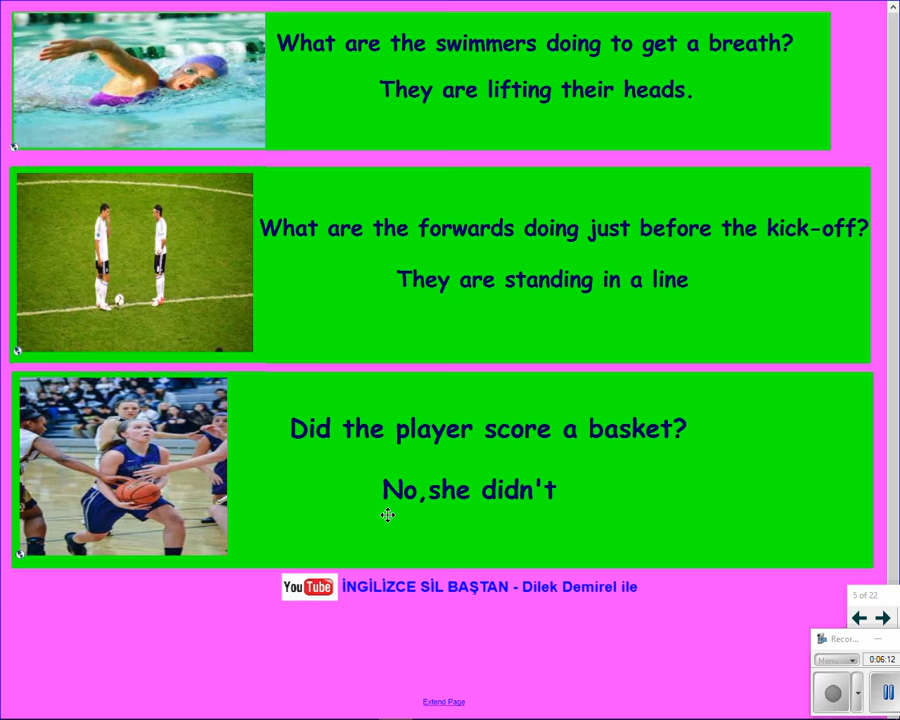 What are the swimmers doing to get a breath?
They are lifting their heads.
What are the forwards doing just before the kick-off?
They are standing in a line
Did the player score a basket?
No,she didn't
YouTube İNGİLİZCE SİL BAŞTAN - Dilek Demirel ile
5 of 22
Recor...
Menu
0:06:12
Extend Page